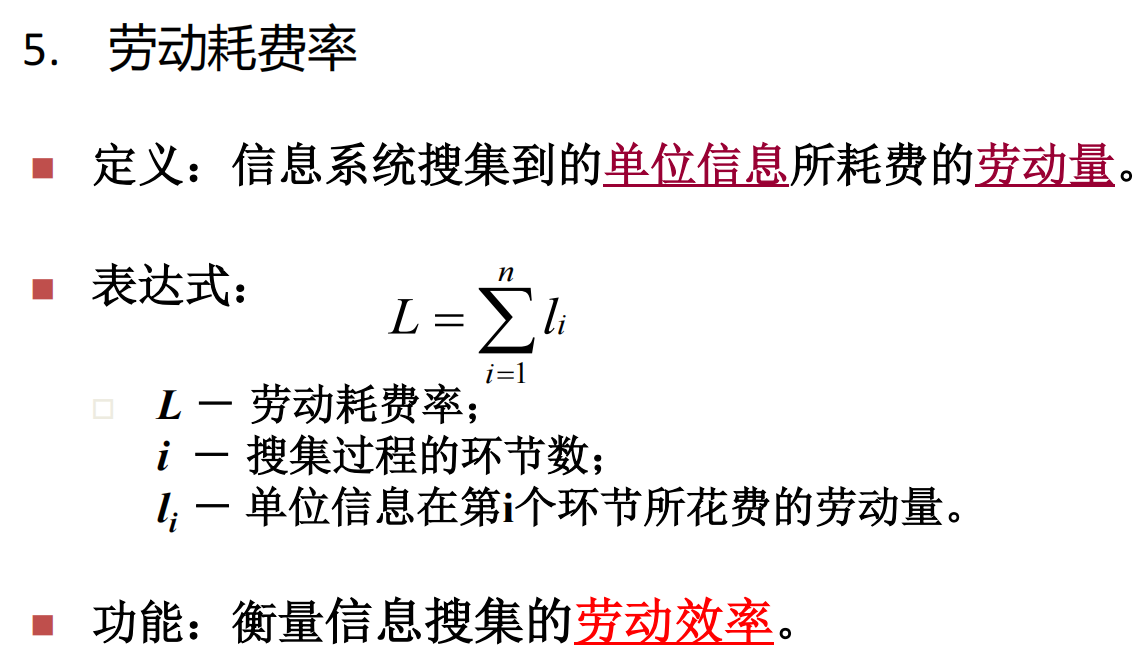 5. 劳动耗费率
定义：信息系统搜集到的单位信息所耗费的劳动量。
表达式：
L = ∑_{i=1}^{n} l_i
L － 劳动耗费率；
i － 搜集过程的环节数；
l_i － 单位信息在第i个环节所花费的劳动量。
功能：衡量信息搜集的劳动效率。